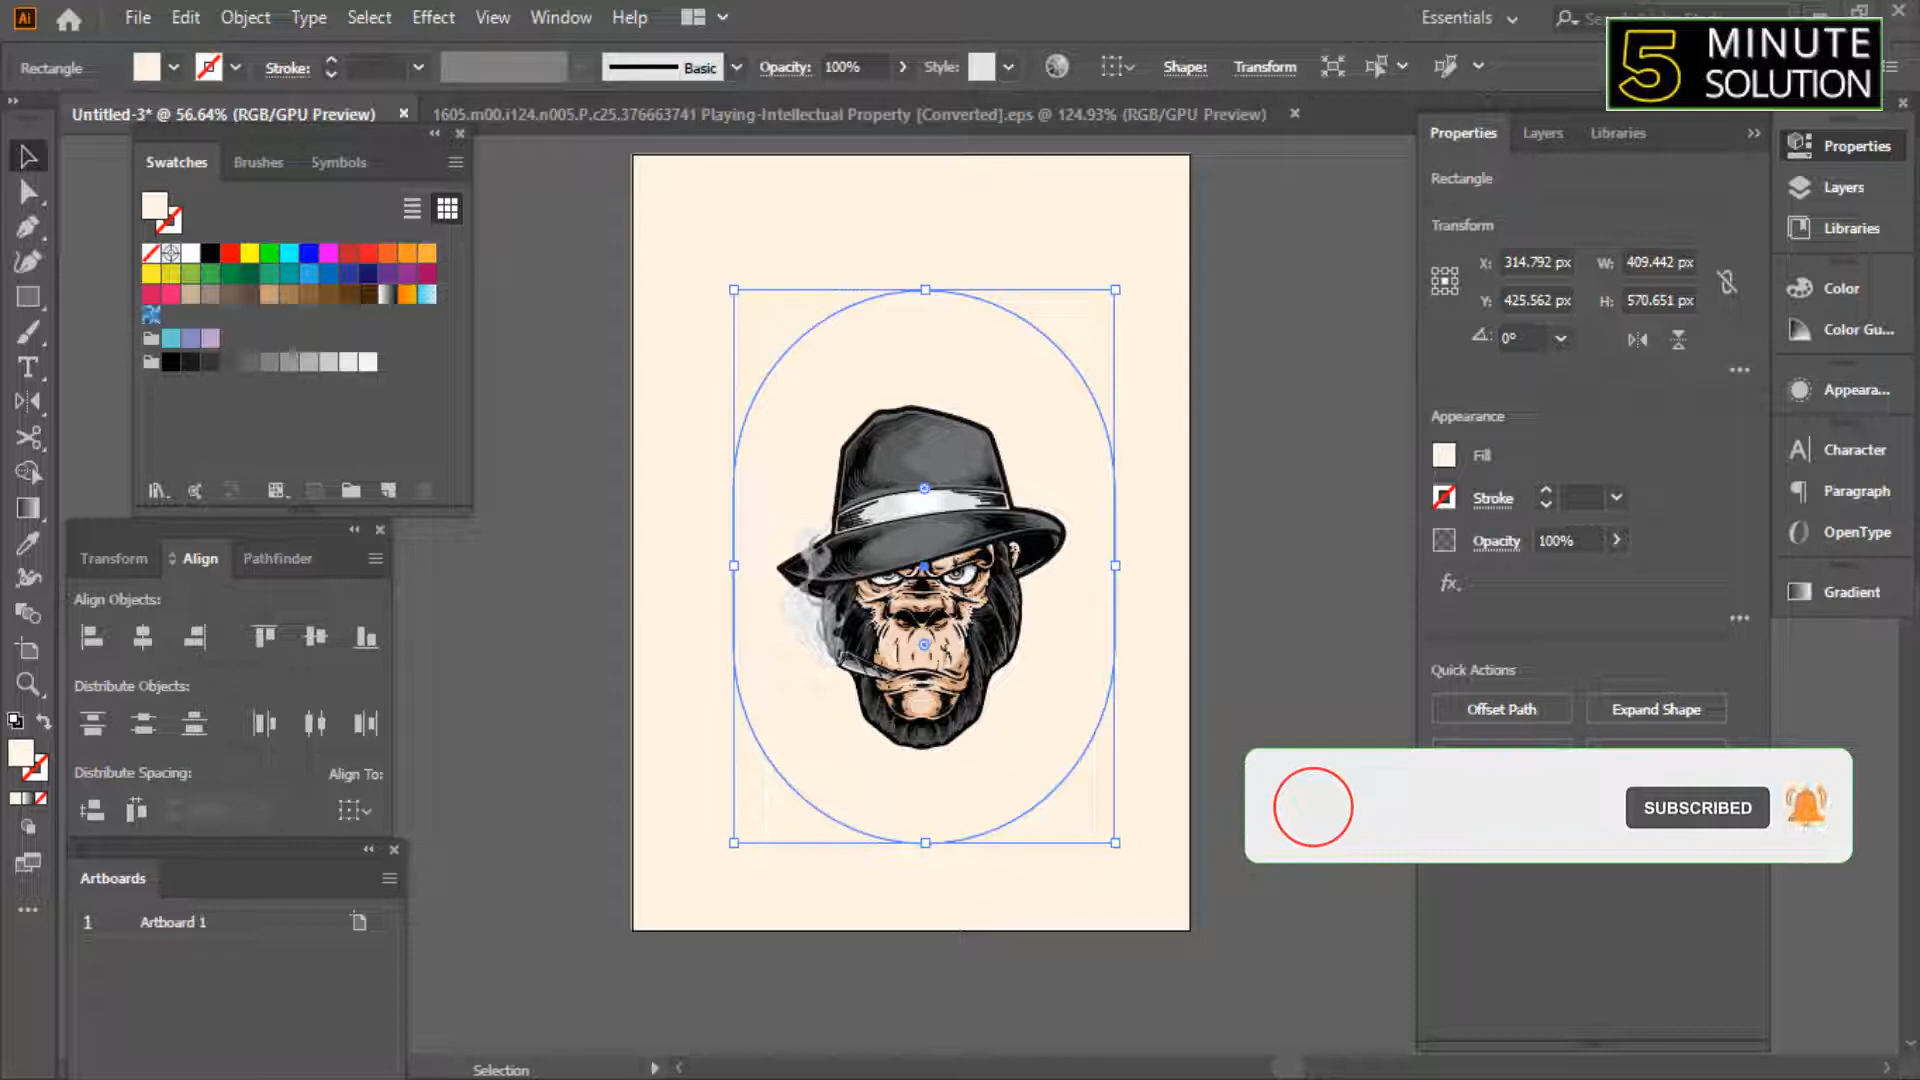 Ai
File Edit Object Type Select Effect View Window Help
Essentials
Rectangle
Stroke:
Basic
Opacity: 100%
Style:
Shape:
Transform
5 MINUTE
SOLUTION
Untitled-3* @ 56.64% (RGB/GPU Preview)
1605.m00.i124.n005.P.c25.376663741 Playing-Intellectual Property [Converted].eps @ 124.93% (RGB/GPU Preview)
Swatches Brushes Symbols
Properties Layers Libraries
Rectangle
Transform
X: 314.792 px W: 409.442 px
Y: 425.562 px H: 570.651 px
0°
Appearance
Fill
Stroke
Opacity 100%
fx.
Quick Actions
Offset Path
Expand Shape
Properties
Layers
Libraries
Color
Color Gu...
Appeara...
Character
Paragraph
OpenType
Gradient
Transform Align Pathfinder
Align Objects:
Distribute Objects:
Distribute Spacing:
Align To:
Artboards
1 Artboard 1
SUBSCRIBED
Selection